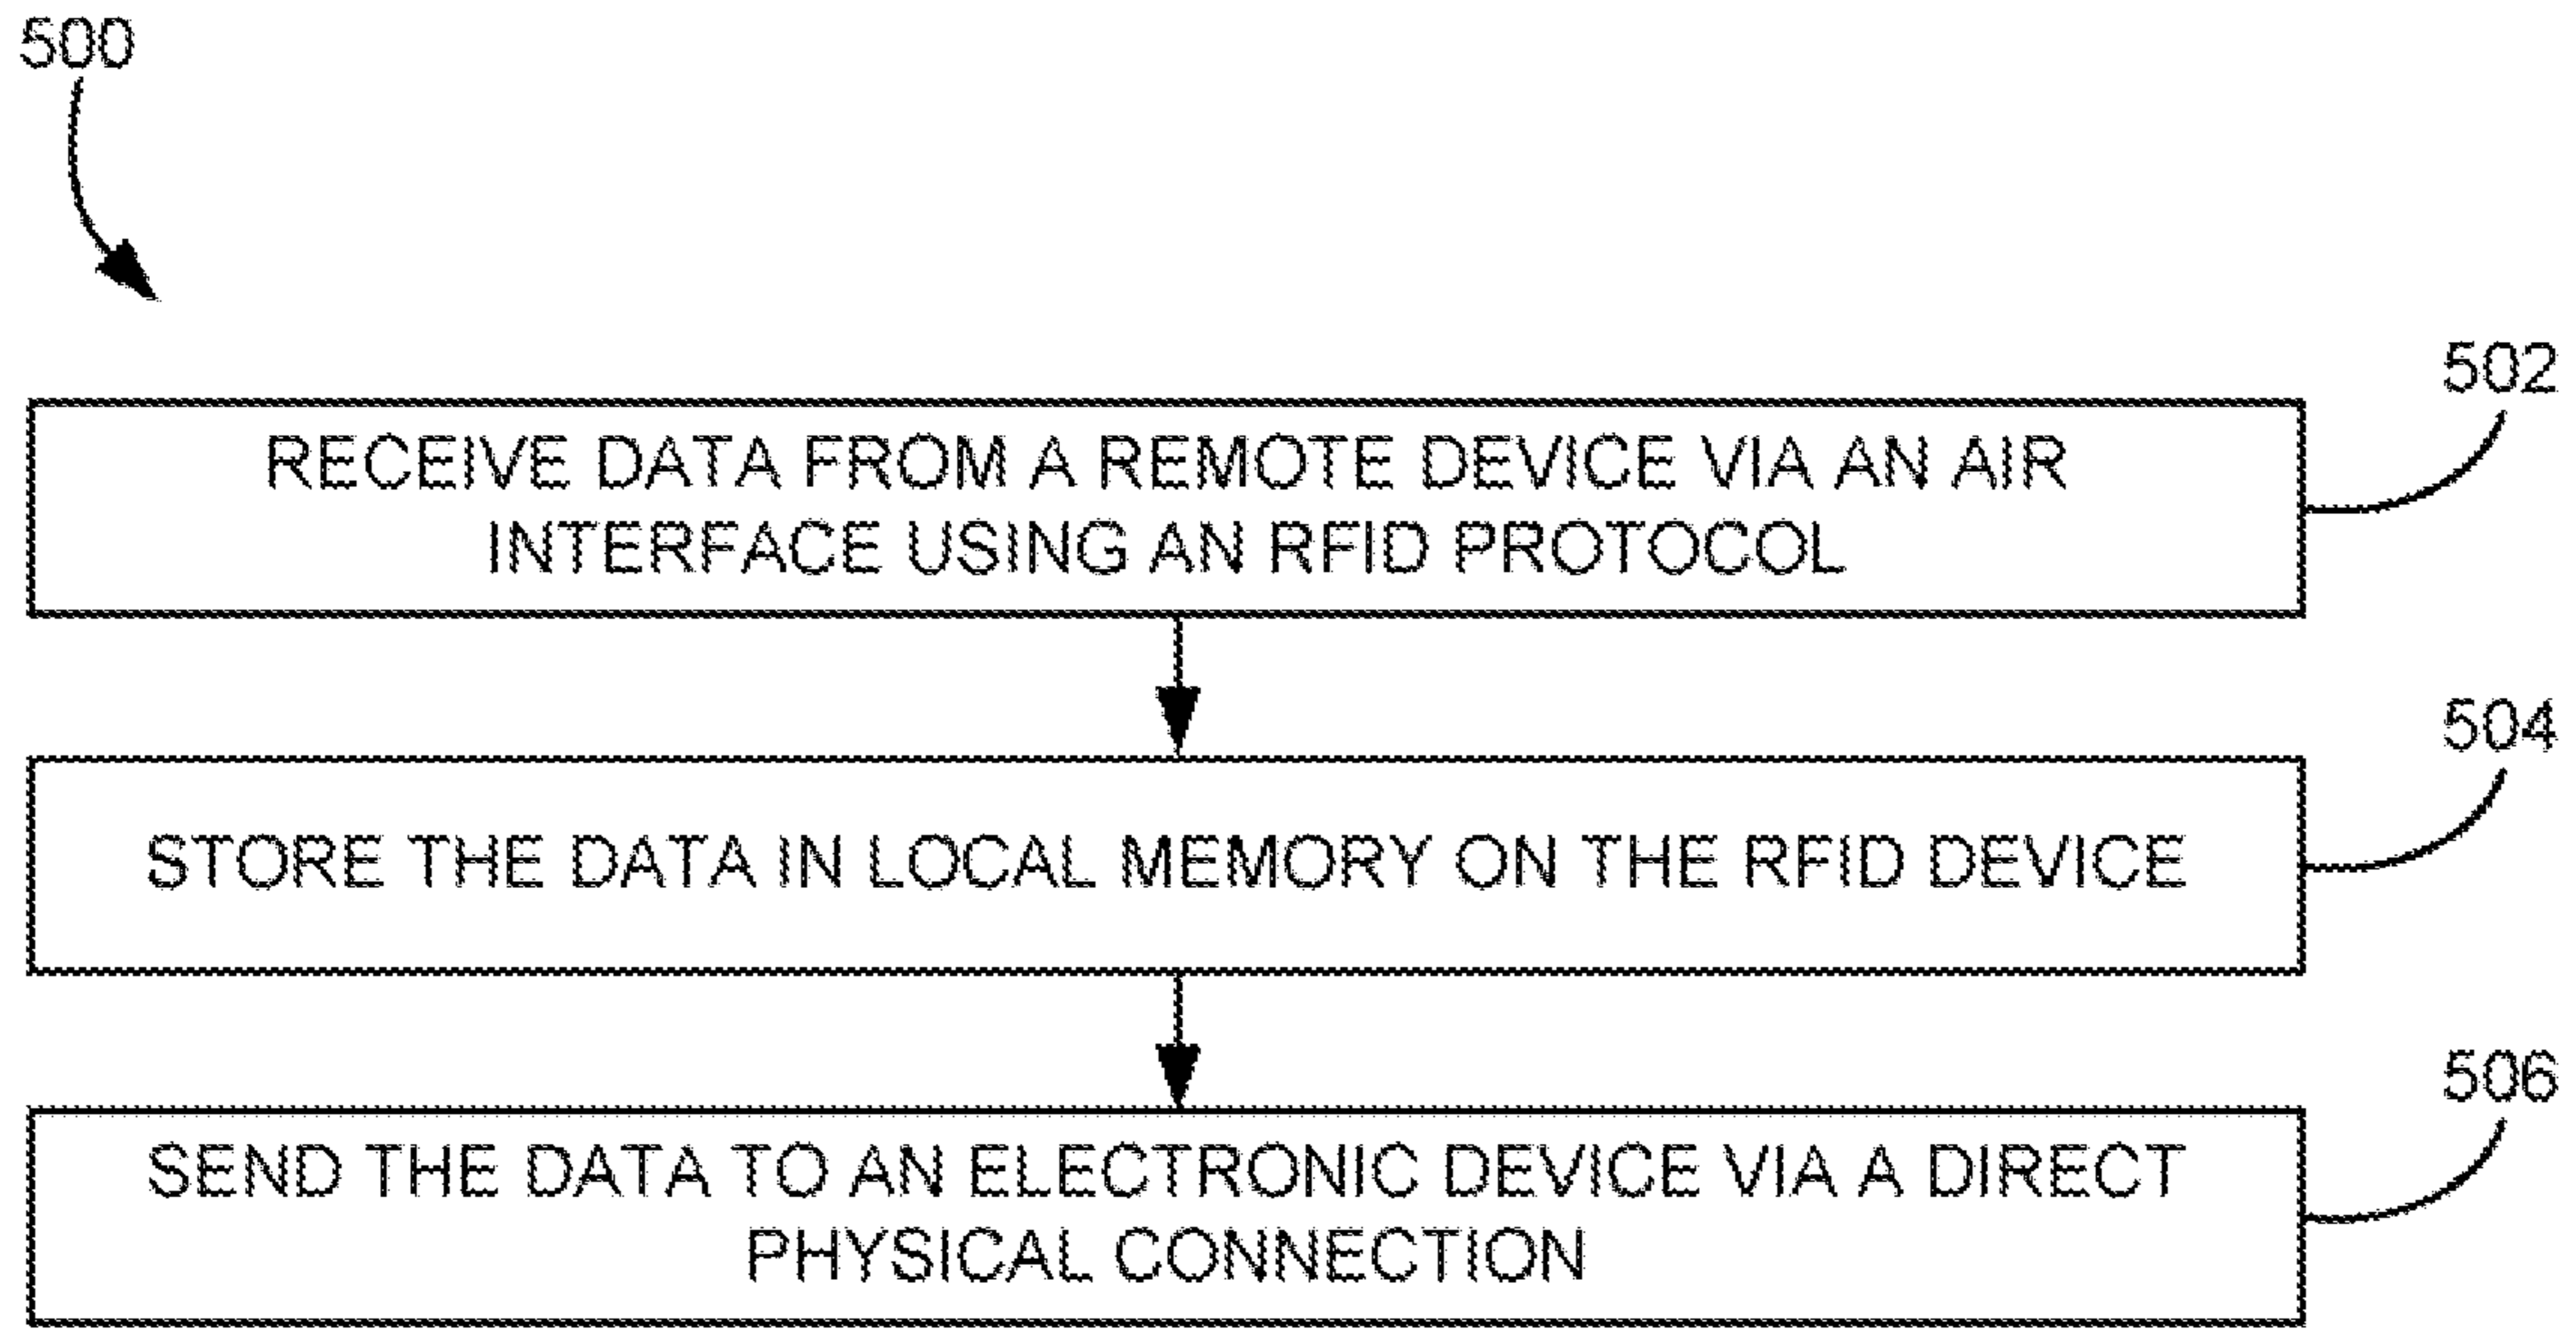 500
502
RECEIVE DATA FROM A REMOTE DEVICE VIA AN AIR
INTERFACE USING AN RFID PROTOCOL
504
STORE THE DATA IN LOCAL MEMORY ON THE RFID DEVICE
506
SEND THE DATA TO AN ELECTRONIC DEVICE VIA A DIRECT
PHYSICAL CONNECTION